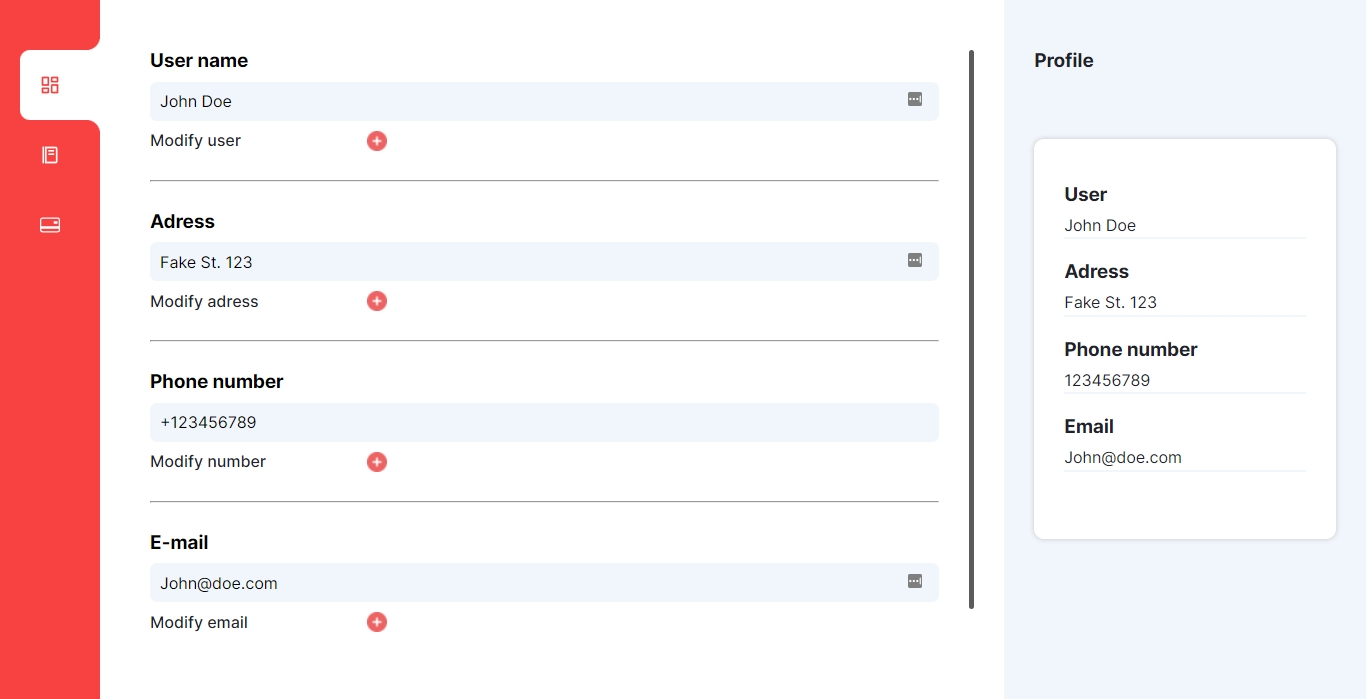 User name
John Doe
Modify user
Adress
Fake St. 123
Modify adress
Phone number
+123456789
Modify number
E-mail
John@doe.com
Modify email
Profile
User
John Doe
Adress
Fake St. 123
Phone number
123456789
Email
John@doe.com